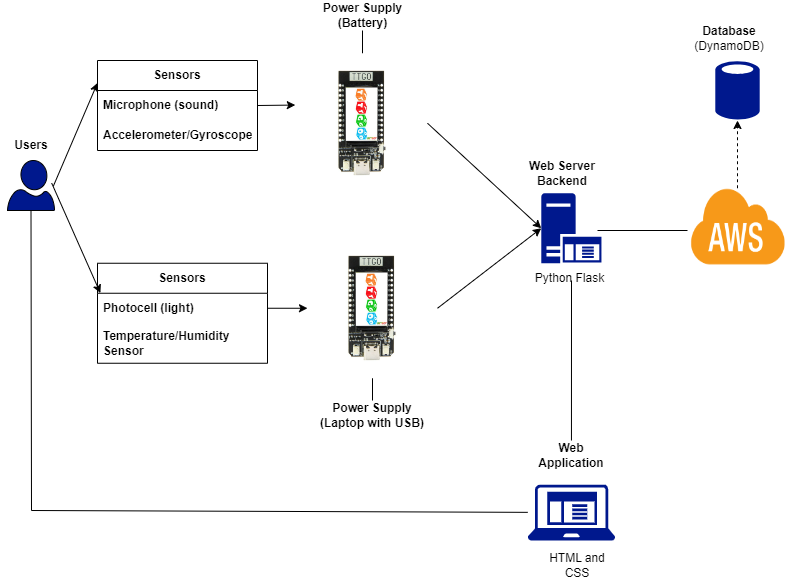 Power Supply
(Battery)
Database
(DynamoDB)
Sensors
Microphone (sound)
Accelerometer/Gyroscope
TTGO
Users
Web Server
Backend
Python Flask
AWS
Sensors
Photocell (light)
Temperature/Humidity
Sensor
TTGO
Power Supply
(Laptop with USB)
Web
Application
HTML and
CSS